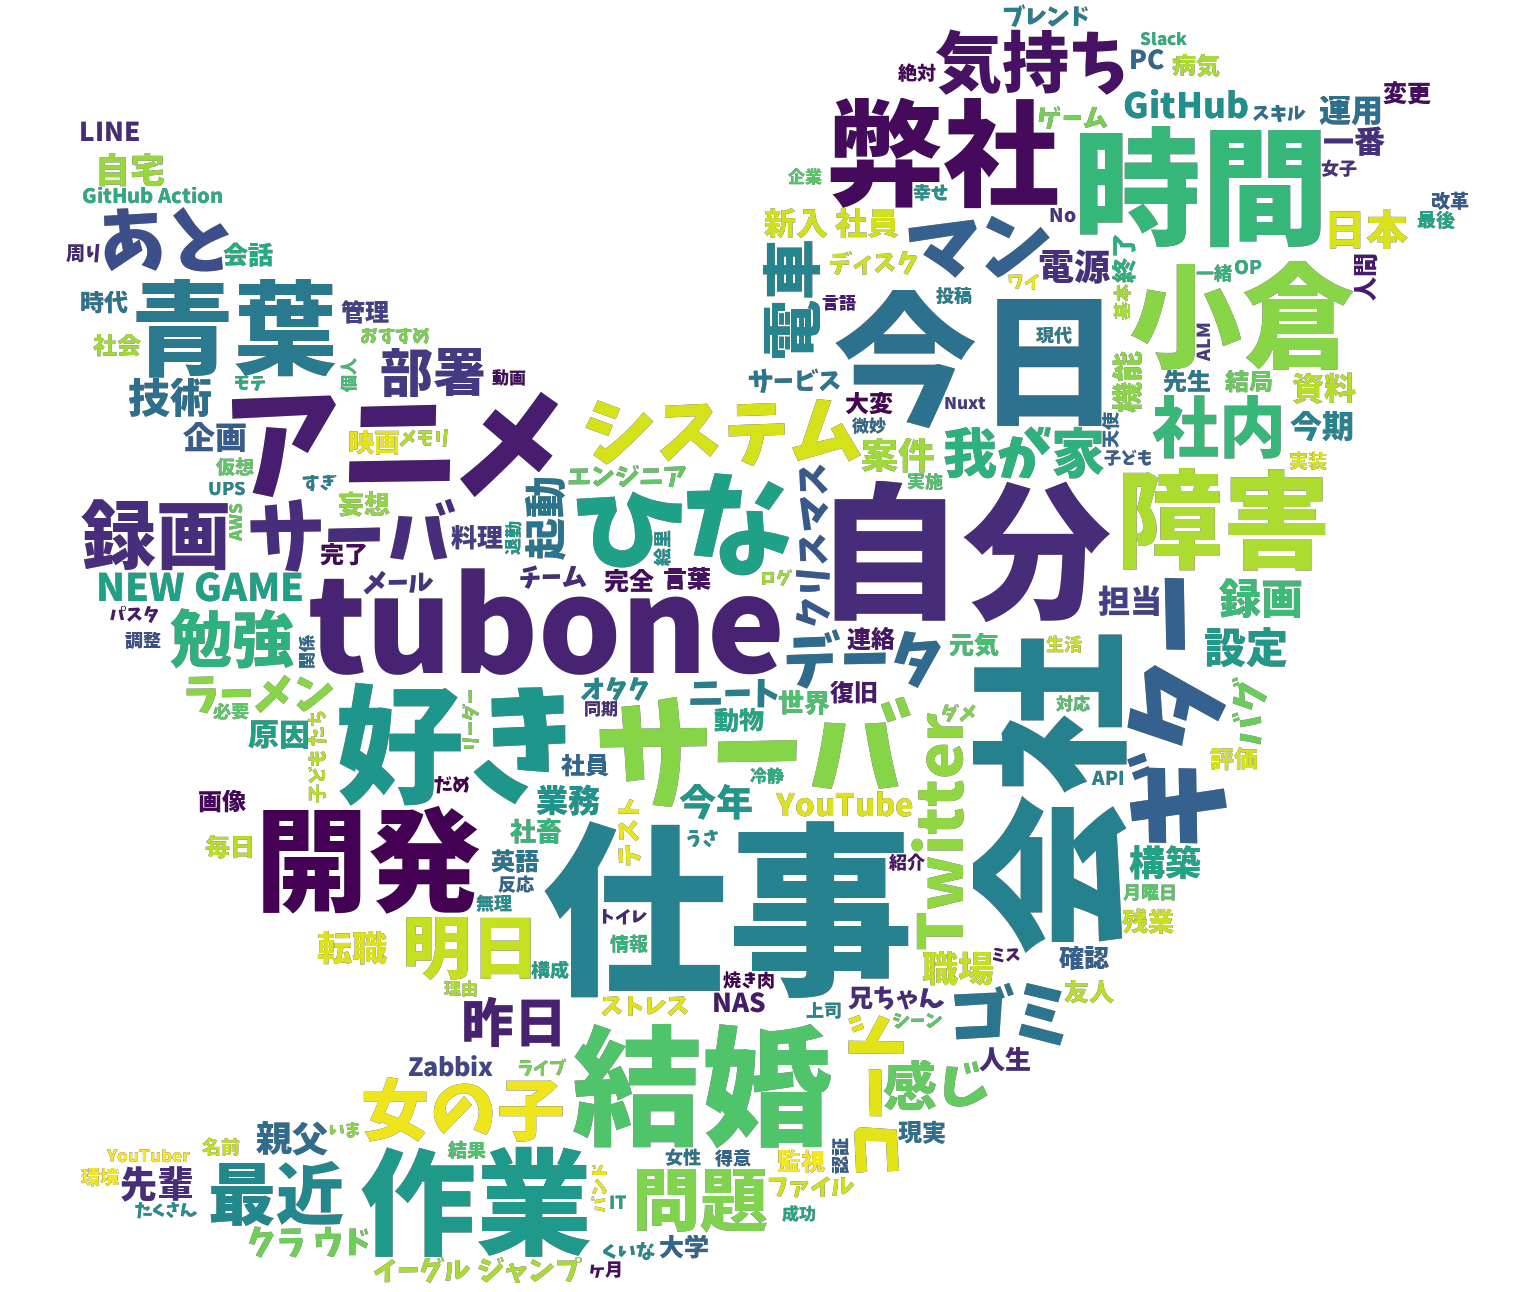 ブレンド
Slack
気持ち
PC
病気
絶対
変更
GitHub
スキル
運用
弊社
ゲーム
LINE
時間
一番
自宅
企業
女子
GitHub Action
幸せ
改革
あと
新入 社員
マン
No
日本
最後
周り
会話
電車
ディスク
電源
終了
人間
一緒
OP
ワイ
時代
青葉
管理
言語
投稿
今日
基本
小倉
現代
ALM
社会
おすすめ
部署
個人
動画
サービス
機能
先生
結局
資料
技術
モテ
アニメ
大変
Nuxt
システム
社内
今期
企画
映画
メモリ
微妙
天使
案件
我が家
子ども
仮想
エンジニア
実施
実装
UPS
すぎ
妄想
起動
ひな
クリスマス
自分
障害
録画
AWS
サーバ
料理
退勤
絵里
完了
NEW GAME
メール
チーム
完全
言葉
ログ
tubone
担当
録画
パスタ
調整
勉強
関係
データ
連絡
元気
生活
設定
ギター
ラーメン
必要
オタク
同期
ニート
世界
復旧
会社
バグ
好き
リーダー
サーバ
動物
ダメ
対応
原因
子どもたち
社員
冷静
Twitter
評価
API
画像
だめ
業務
今年
YouTube
開発
社畜
テスト
うさ
毎日
英語
仕事
紹介
構築
反応
月曜日
無理
トイレ
残業
転職
明日
情報
職場
ミス
確認
構成
理由
焼き肉
友人
昨日
ストレス
NAS
上司
兄ちゃん
シーン
ゴミ
Zabbix
ライブ
結婚
コーヒー
感じ
人生
女の子
親父
いま
現実
YouTuber
名前
結果
女性
得意
監視
認証
環境
先輩
最近
作業
バンド
IT
問題
ファイル
たくさん
成功
クラウド
くいな
大学
イーグル ジャンプ
ヶ月